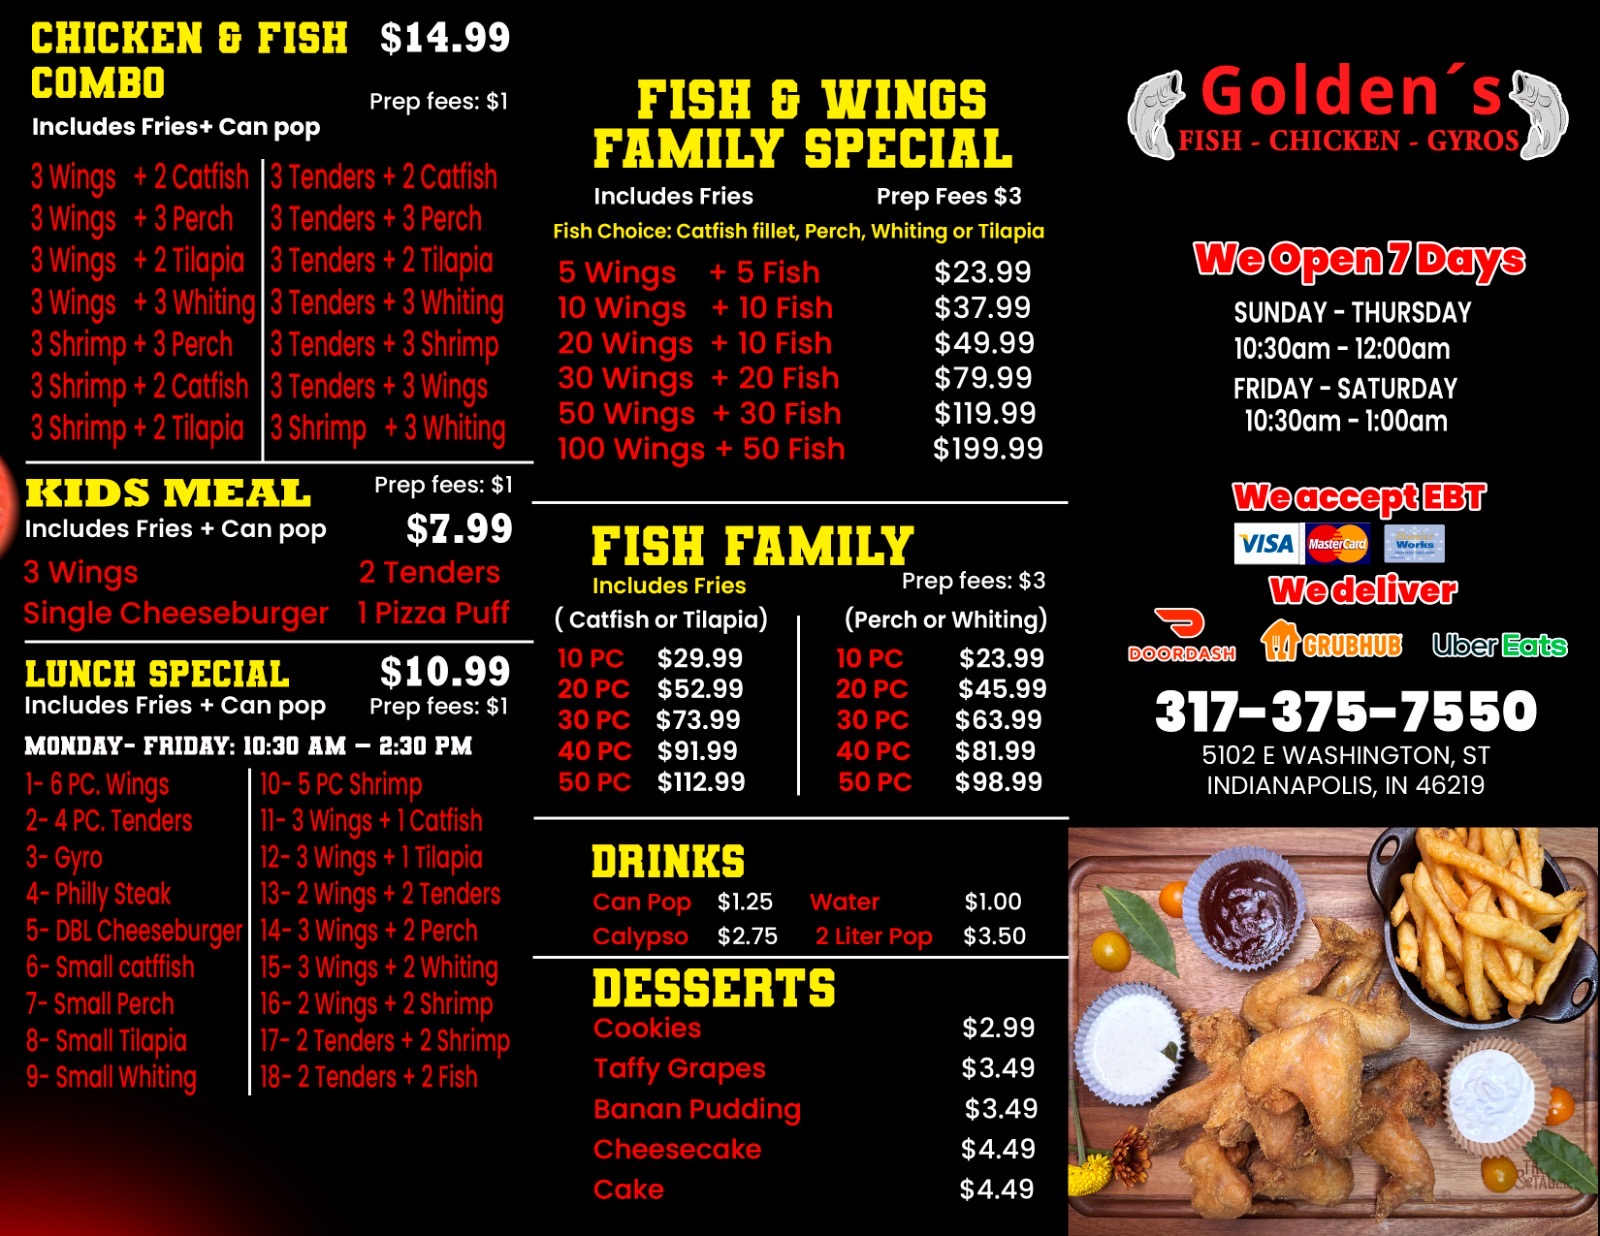 CHICKEN & FISH $14.99
COMBO
Prep fees: $1
Includes Fries+ Can pop
3 Wings + 2 Catfish
3 Wings + 3 Perch
3 Wings + 2 Tilapia
3 Wings + 3 Whiting
3 Shrimp + 3 Perch
3 Shrimp + 2 Catfish
3 Shrimp + 2 Tilapia
3 Tenders + 2 Catfish
3 Tenders + 3 Perch
3 Tenders + 2 Tilapia
3 Tenders + 3 Whiting
3 Tenders + 3 Shrimp
3 Tenders + 3 Wings
3 Shrimp + 3 Whiting
KIDS MEAL Prep fees: $1
Includes Fries + Can pop $7.99
3 Wings 2 Tenders
Single Cheeseburger 1 Pizza Puff
LUNCH SPECIAL $10.99
Includes Fries + Can pop Prep fees: $1
MONDAY- FRIDAY: 10:30 AM – 2:30 PM
1- 6 PC. Wings
2- 4 PC. Tenders
3- Gyro
4- Philly Steak
5- DBL Cheeseburger
6- Small catffish
7- Small Perch
8- Small Tilapia
9- Small Whiting
10- 5 PC Shrimp
11- 3 Wings + 1 Catfish
12- 3 Wings + 1 Tilapia
13- 2 Wings + 2 Tenders
14- 3 Wings + 2 Perch
15- 3 Wings + 2 Whiting
16- 2 Wings + 2 Shrimp
17- 2 Tenders + 2 Shrimp
18- 2 Tenders + 2 Fish
FISH & WINGS
FAMILY SPECIAL
Includes Fries Prep Fees $3
Fish Choice: Catfish fillet, Perch, Whiting or Tilapia
5 Wings + 5 Fish $23.99
10 Wings + 10 Fish $37.99
20 Wings + 10 Fish $49.99
30 Wings + 20 Fish $79.99
50 Wings + 30 Fish $119.99
100 Wings + 50 Fish $199.99
FISH FAMILY
Includes Fries Prep fees: $3
( Catfish or Tilapia)
10 PC $29.99
20 PC $52.99
30 PC $73.99
40 PC $91.99
50 PC $112.99
(Perch or Whiting)
10 PC $23.99
20 PC $45.99
30 PC $63.99
40 PC $81.99
50 PC $98.99
DRINKS
Can Pop $1.25 Water $1.00
Calypso $2.75 2 Liter Pop $3.50
DESSERTS
Cookies $2.99
Taffy Grapes $3.49
Banan Pudding $3.49
Cheesecake $4.49
Cake $4.49
Golden´s
FISH - CHICKEN - GYROS
We Open 7 Days
SUNDAY - THURSDAY
10:30am - 12:00am
FRIDAY - SATURDAY
10:30am - 1:00am
We accept EBT
VISA MasterCard Works
We deliver
DOORDASH GRUBHUB Uber Eats
317-375-7550
5102 E WASHINGTON, ST
INDIANAPOLIS, IN 46219